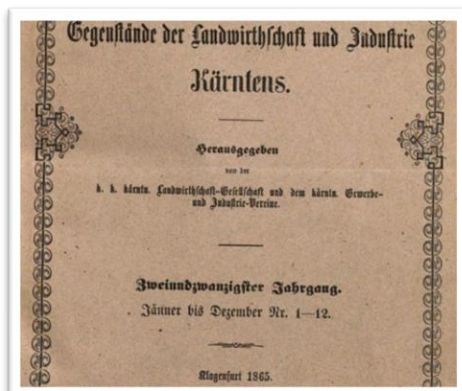 Gegenstände der Landwirthschaft und Industrie
Kärntens.
Herausgegeben
von der
k. k. kärntn. Landwirthschaft-Gesellschaft und dem kärntn. Gewerbe-
und Industrie-Vereine.
Zweiundzwanzigster Jahrgang.
Jänner bis Dezember Nr. 1—12.
Klagenfurt 1865.